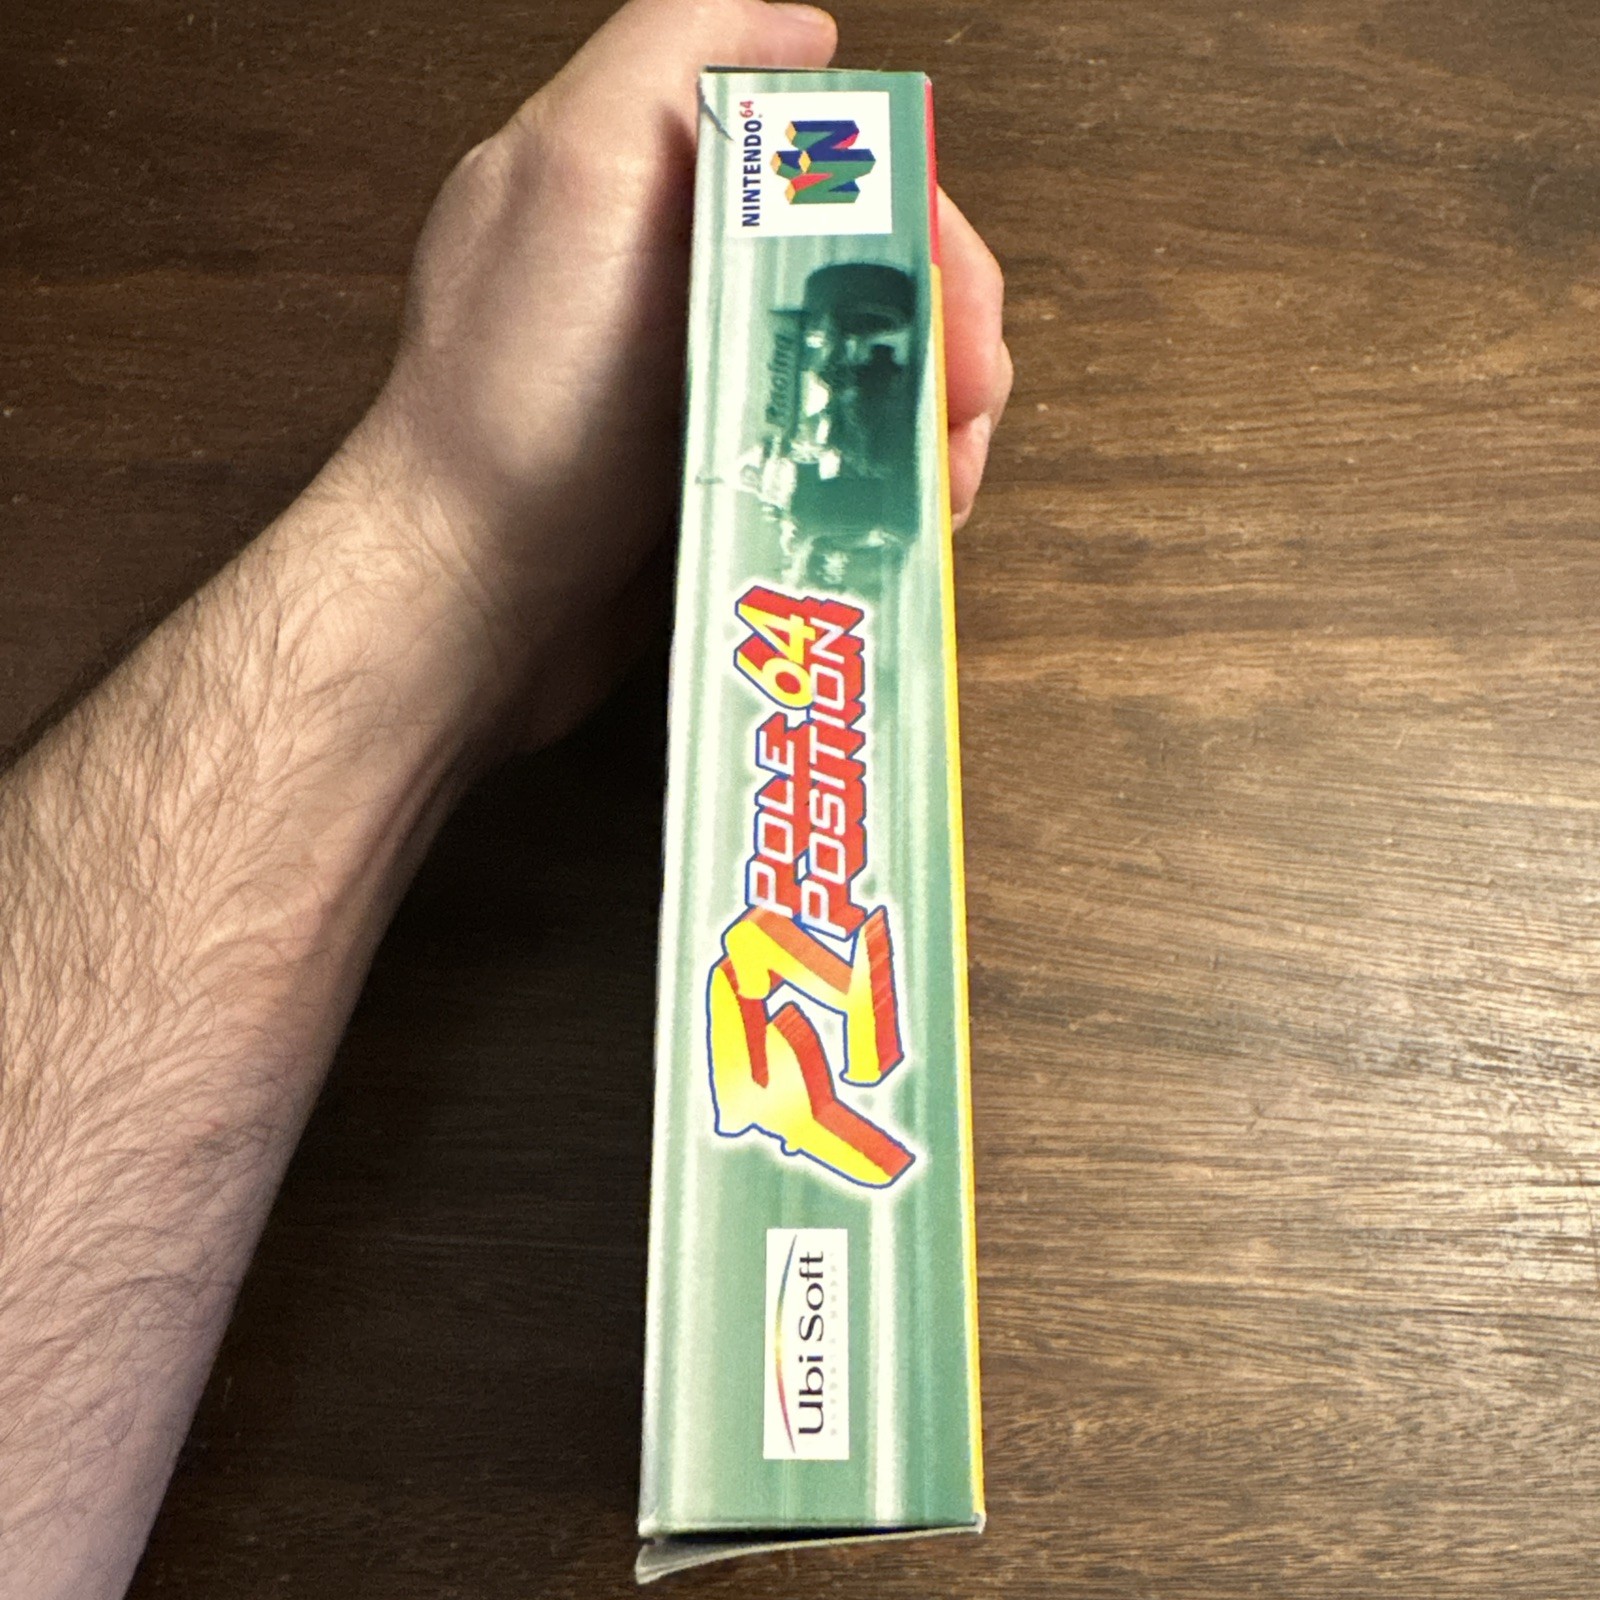 Ubi Soft
F1
POLE 64
POSITION
Racing
NINTENDO64